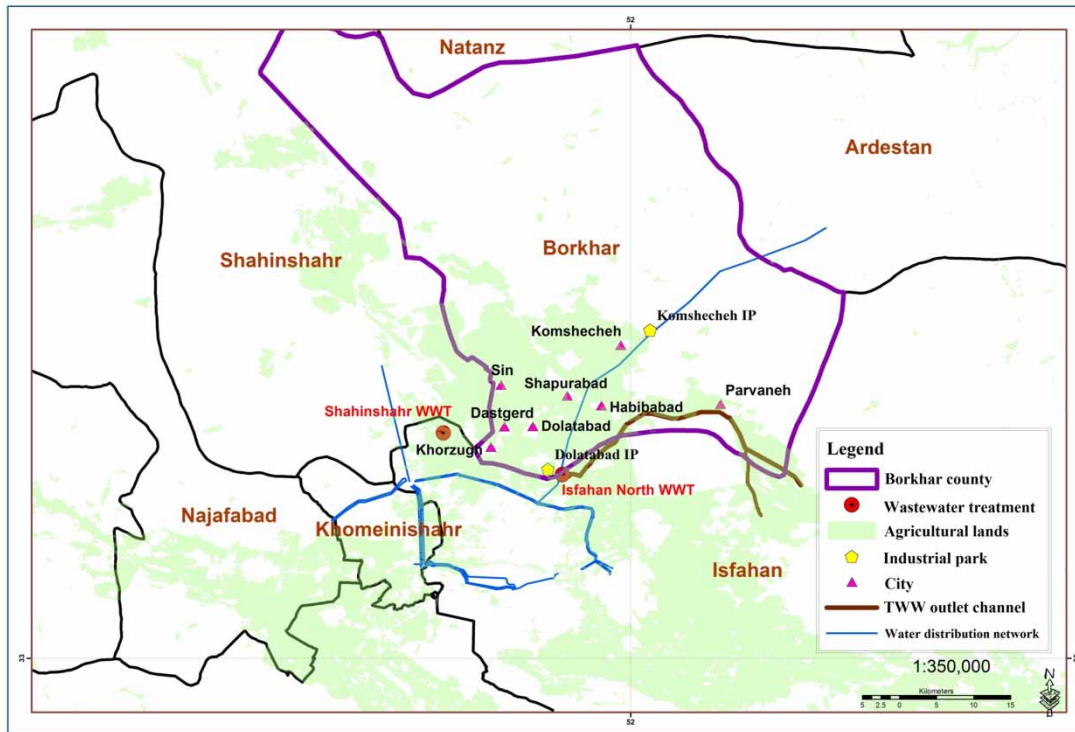 52
Natanz
Ardestan
Shahinshahr
Borkhar
Komshecheh IP
Komshecheh
Sin
Shapurabad
Parvaneh
Habibabad
Shahinshahr WWT
Dastgerd
Dolatabad
Khorzugh
Dolatabad IP
Isfahan North WWT
Najafabad
Khomeinishahr
Isfahan
Legend
Borkhar county
Wastewater treatment
Agricultural lands
Industrial park
City
TWW outlet channel
Water distribution network
33
1:350,000
Kilometers
5 2.5 0 5 10 15
N
52